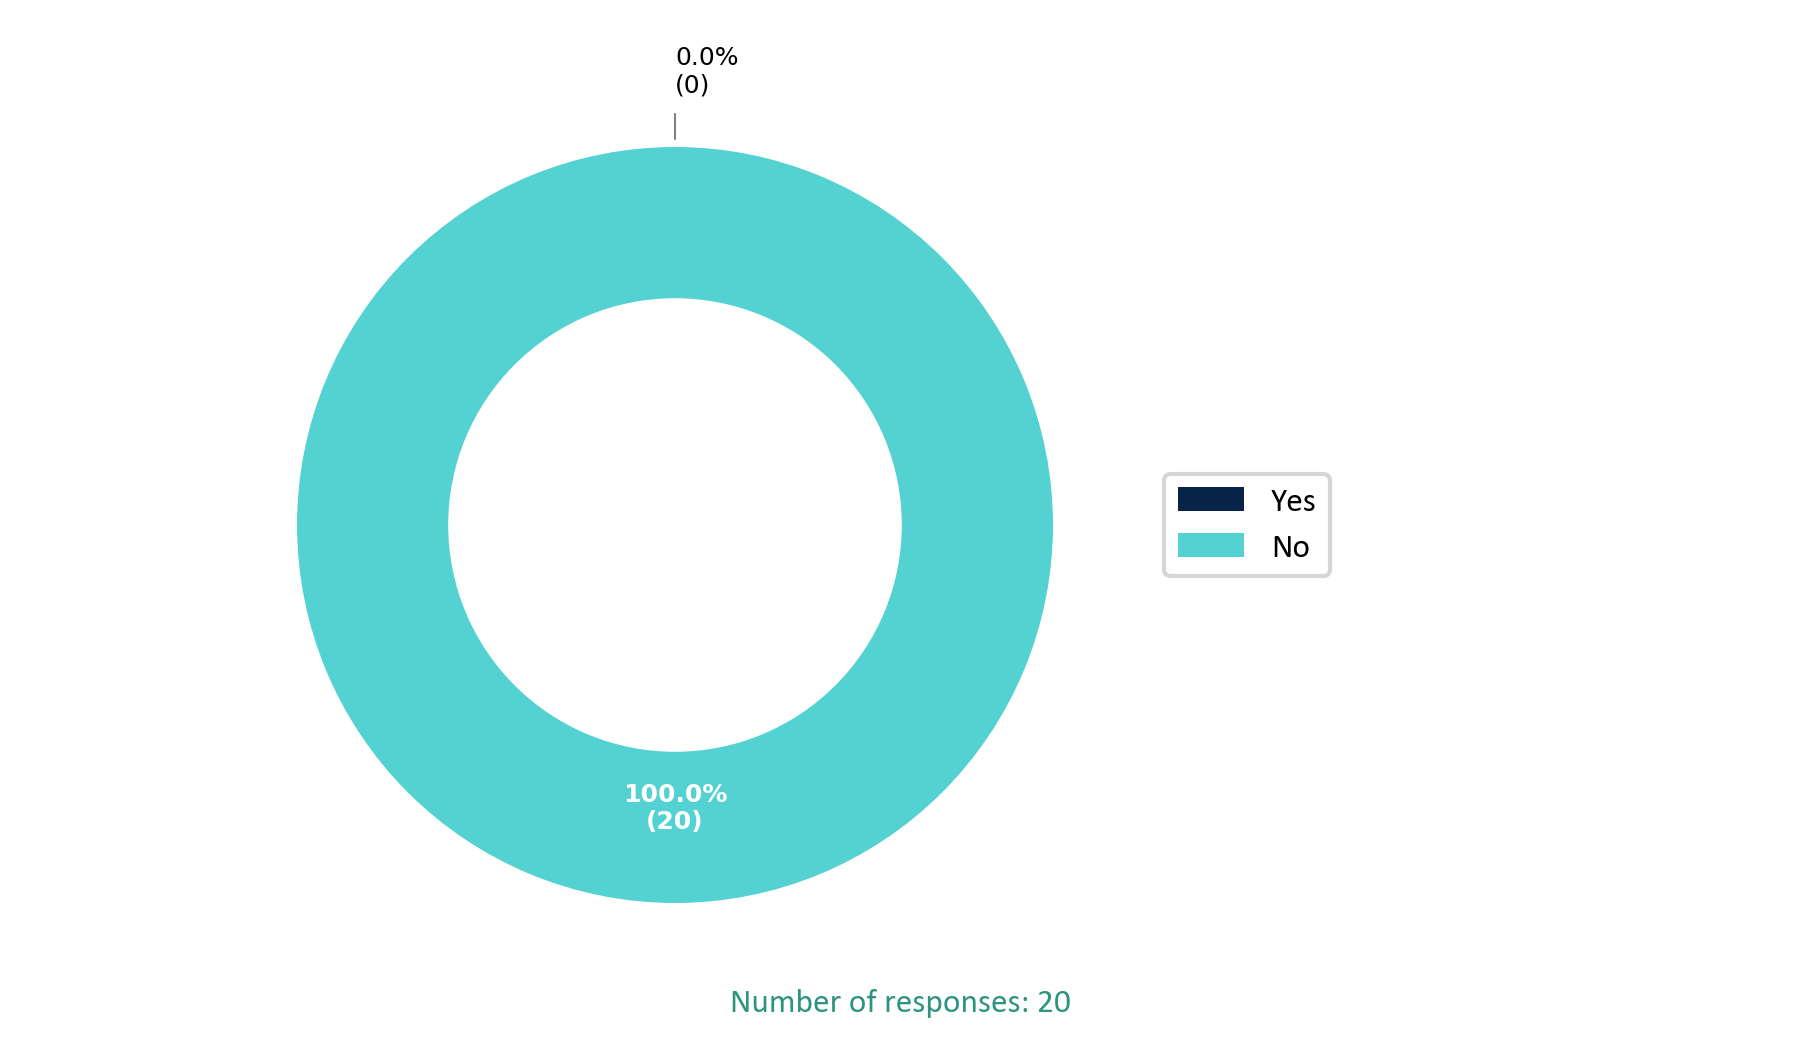 0.0%
(0)
Yes
No
100.0%
(20)
Number of responses: 20